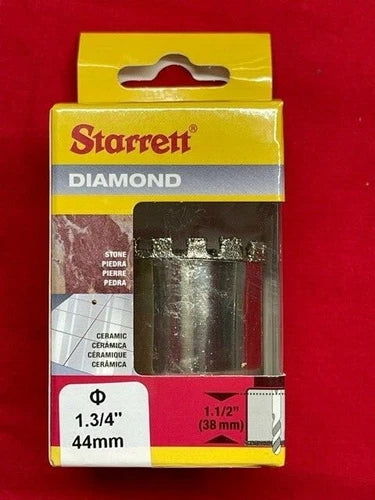 Starrett®
DIAMOND
STONE
PIEDRA
PIERRE
PEDRA
CERAMIC
CERÁMICA
CÉRAMIQUE
CERÂMICA
Φ
1.3/4"
44mm
1.1/2"
(38 mm)